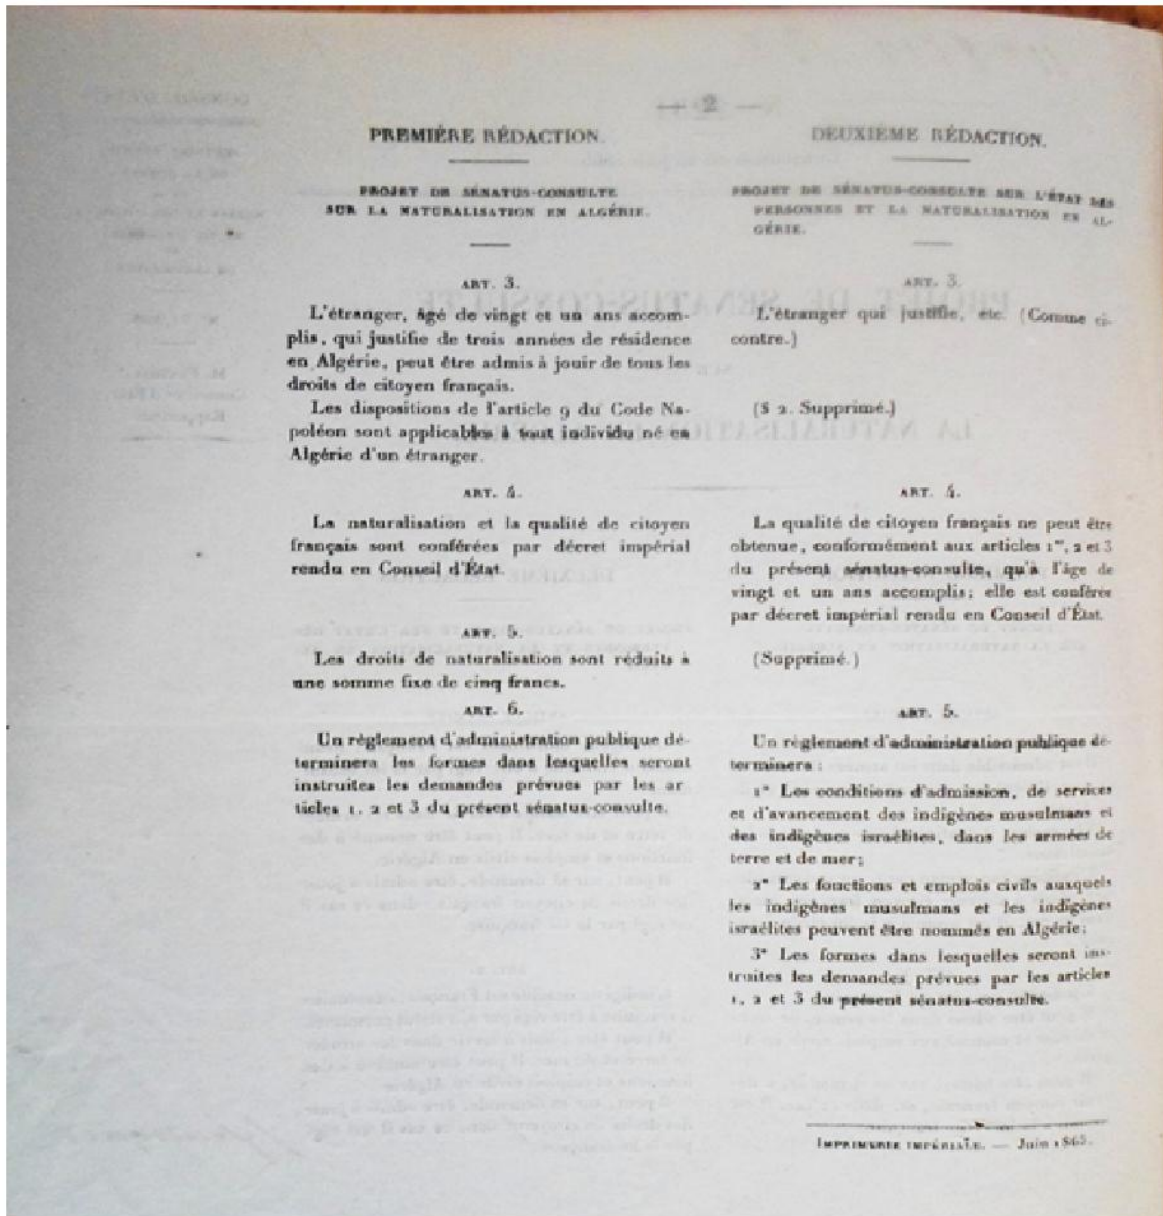 — 2 —
PREMIÈRE RÉDACTION.
PROJET DE SÉNATUS-CONSULTE
SUR LA NATURALISATION EN ALGÉRIE.
ART. 3.
L'étranger, âgé de vingt et un ans accom-
plis, qui justifie de trois années de résidence
en Algérie, peut être admis à jouir de tous les
droits de citoyen français.
Les dispositions de l'article 9 du Code Na-
poléon sont applicables à tout individu né en
Algérie d'un étranger.
ART. 4.
La naturalisation et la qualité de citoyen
français sont conférées par décret impérial
rendu en Conseil d'État.
ART. 5.
Les droits de naturalisation sont réduits à
une somme fixe de cinq francs.
ART. 6.
Un règlement d'administration publique dé-
terminera les formes dans lesquelles seront
instruites les demandes prévues par les ar
ticles 1, 2 et 3 du présent sénatus-consulte.
DEUXIÈME RÉDACTION.
PROJET DE SÉNATUS-CONSULTE SUR L'ÉTAT DES
PERSONNES ET LA NATURALISATION EN AL-
GÉRIE.
ART. 3.
L'étranger qui justifie, etc. (Comme ci-
contre.)
(§ 2. Supprimé.)
ART. 4.
La qualité de citoyen français ne peut être
obtenue, conformément aux articles 1er, 2 et 3
du présent sénatus-consulte, qu'à l'âge de
vingt et un ans accomplis; elle est conférée
par décret impérial rendu en Conseil d'État.
(Supprimé.)
ART. 5.
Un règlement d'administration publique dé-
terminera :
1° Les conditions d'admission, de services
et d'avancement des indigènes musulmans et
des indigènes israélites, dans les armées de
terre et de mer;
2° Les fonctions et emplois civils auxquels
les indigènes musulmans et les indigènes
israélites peuvent être nommés en Algérie;
3° Les formes dans lesquelles seront ins-
truites les demandes prévues par les articles
1, 2 et 3 du présent sénatus-consulte.
IMPRIMERIE IMPÉRIALE. — Juin 1865.